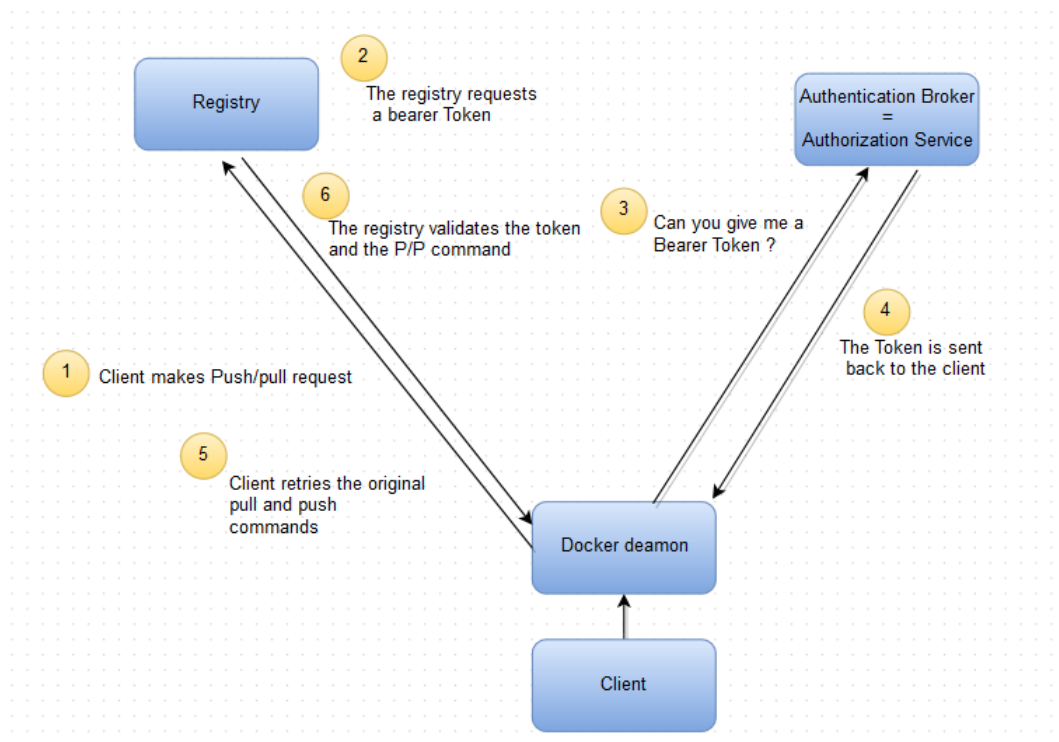 2
Registry
The registry requests
a bearer Token
Authentication Broker
=
Authorization Service
6
The registry validates the token
and the P/P command
3
Can you give me a
Bearer Token ?
4
The Token is sent
back to the client
1
Client makes Push/pull request
5
Client retries the original
pull and push
commands
Docker deamon
Client